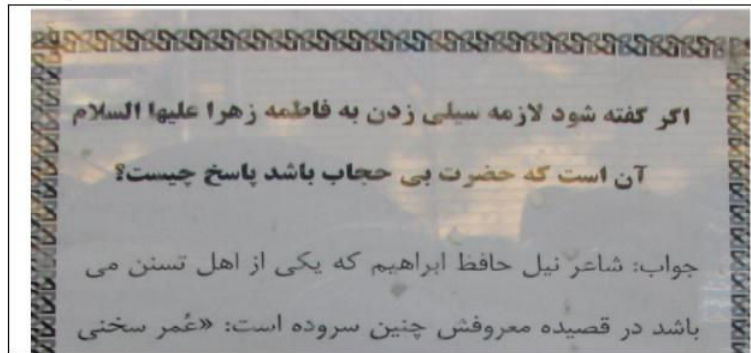 اگر گفته شود لازمه سیلی زدن به فاطمه زهرا علیها السلام
آن است که حضرت بی حجاب باشد پاسخ چیست؟
جواب: شاعر نیل حافظ ابراهیم که یکی از اهل تسنن می
باشد در قصیده معروفش چنین سروده است: «عُمر سخنی